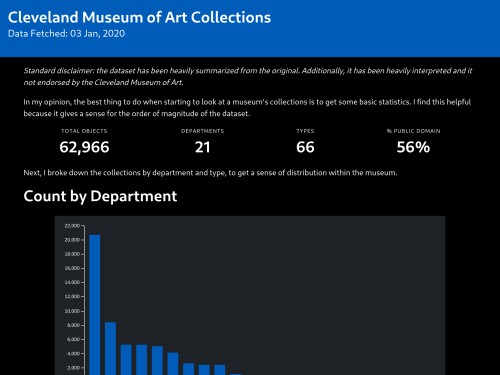 Cleveland Museum of Art Collections
Data Fetched: 03 Jan, 2020
Standard disclaimer: the dataset has been heavily summarized from the original. Additionally, it has been heavily interpreted and it
not endorsed by the Cleveland Museum of Art.
In my opinion, the best thing to do when starting to look at a museum's collections is to get some basic statistics. I find this helpful
because it gives a sense for the order of magnitude of the dataset.
TOTAL OBJECTS DEPARTMENTS TYPES % PUBLIC DOMAIN
62,966 21 66 56%
Next, I broke down the collections by department and type, to get a sense of distribution within the museum.
Count by Department
22,000
20,000
18,000
16,000
14,000
12,000
10,000
8,000
6,000
4,000
2,000